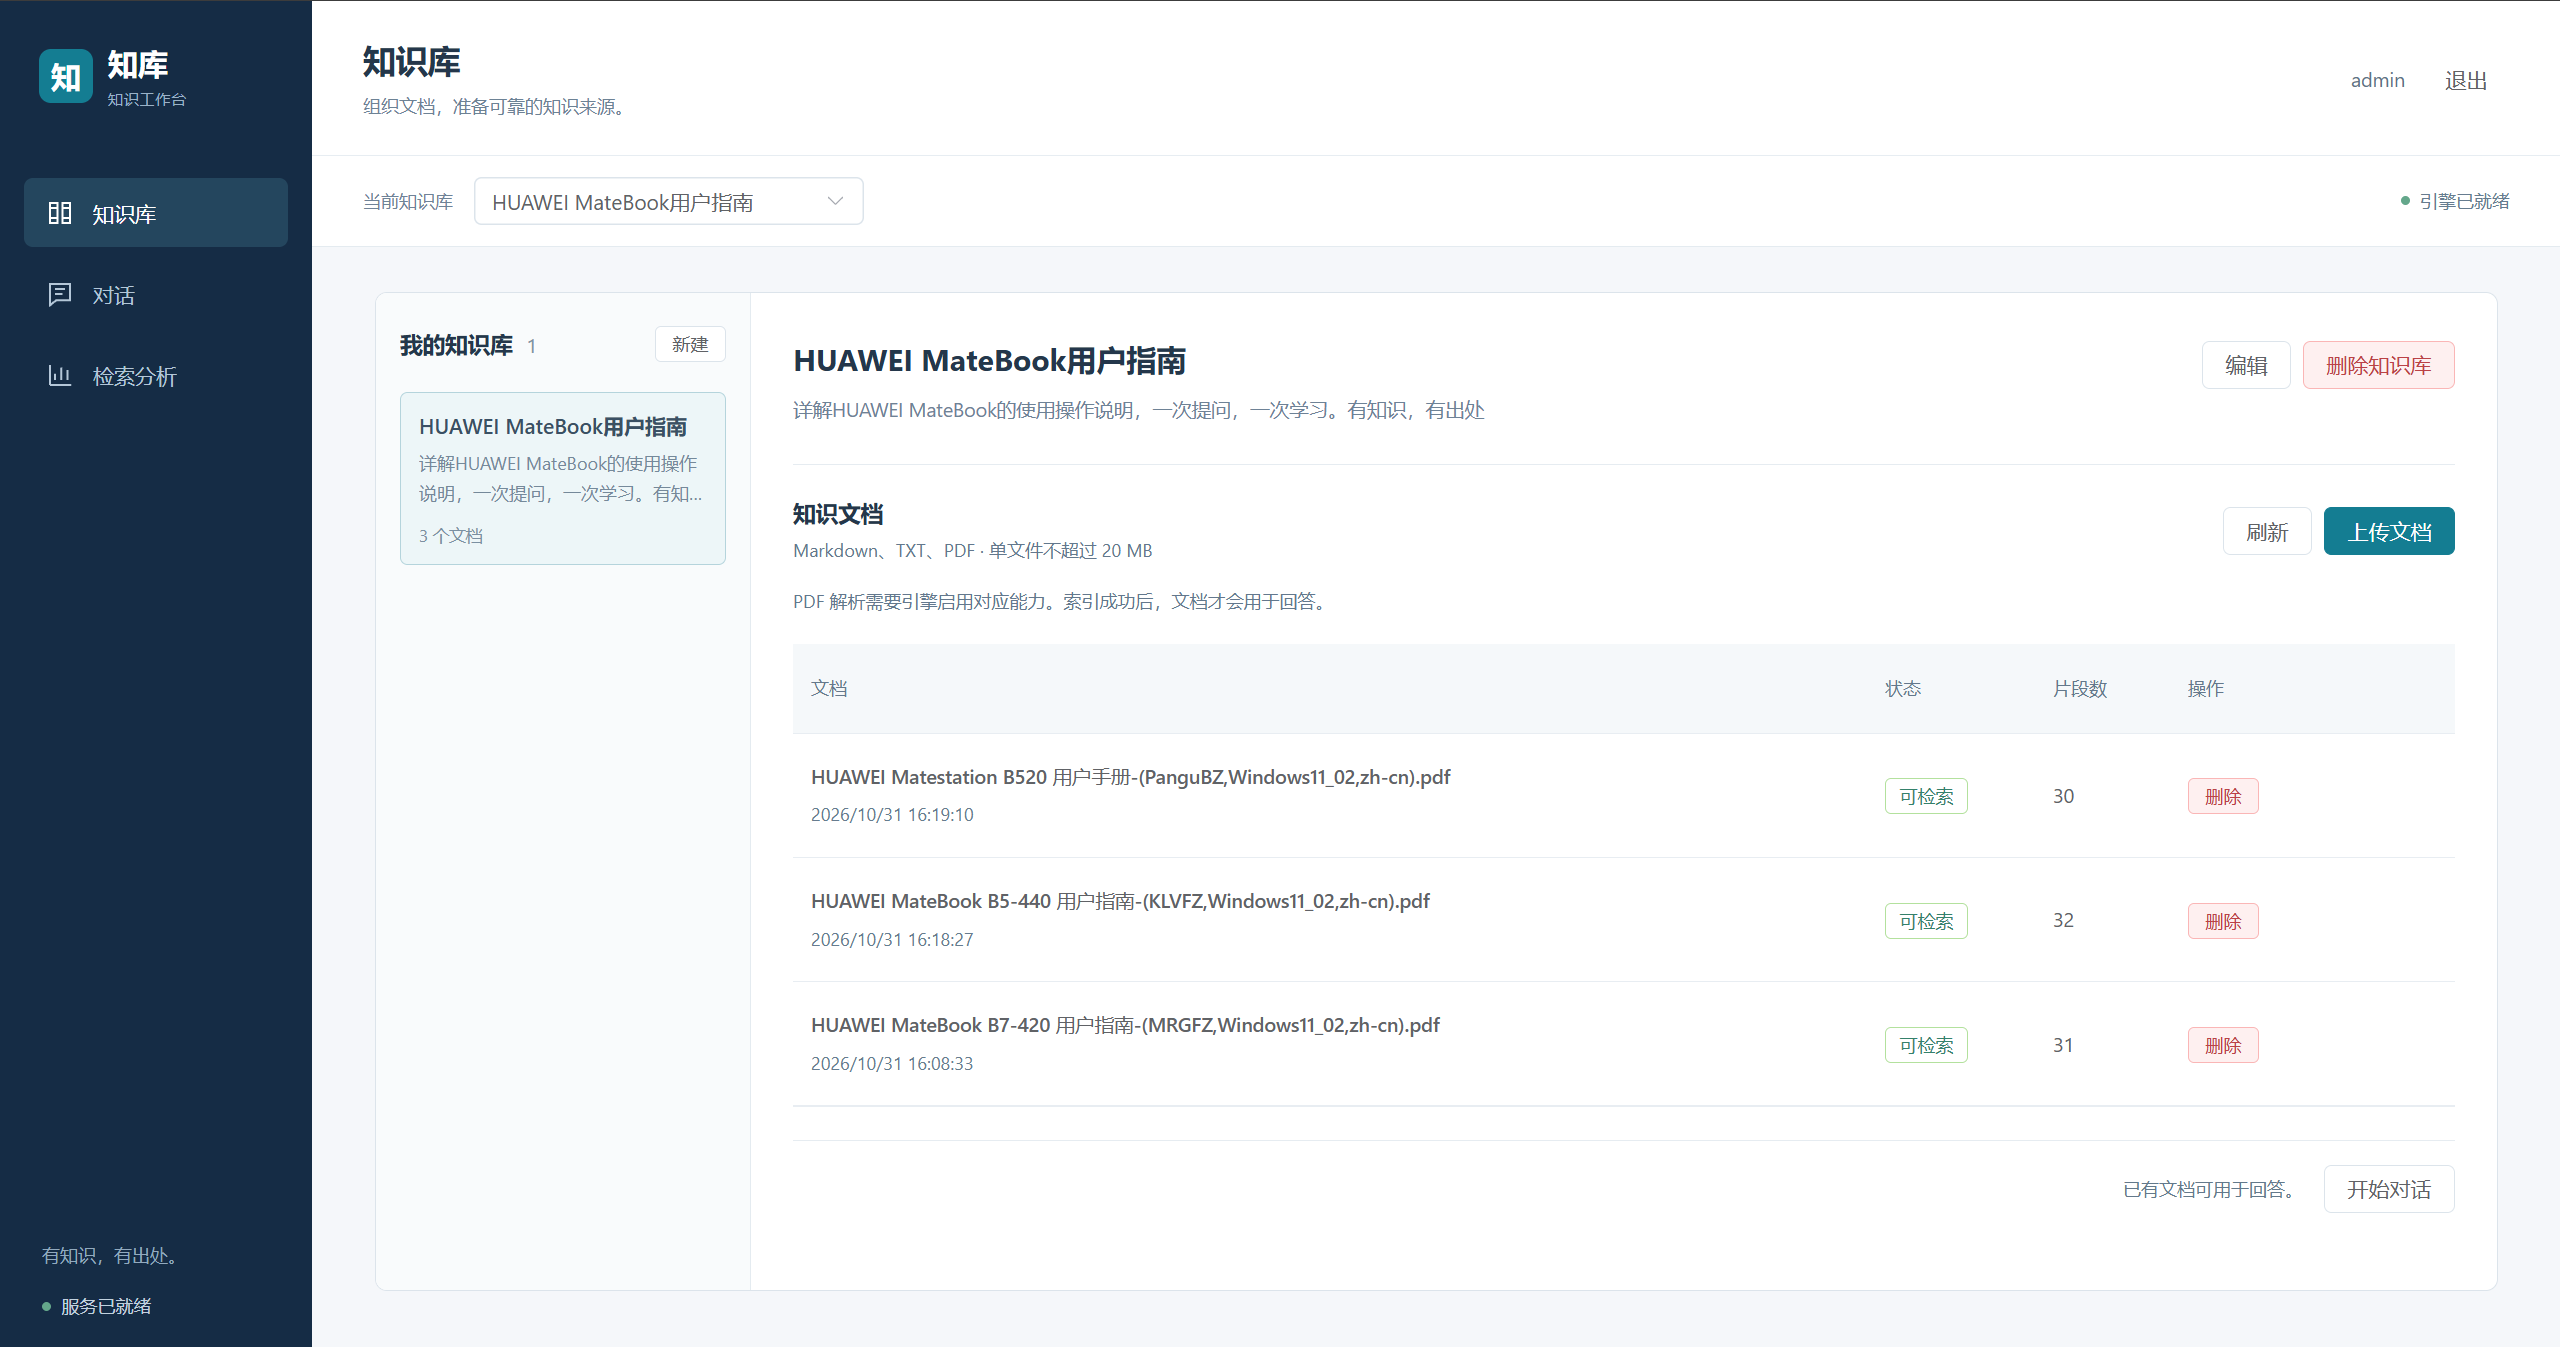 知
知库
知识工作台
知识库
对话
检索分析
有知识，有出处。
服务已就绪
知识库
组织文档，准备可靠的知识来源。
admin
退出
当前知识库
HUAWEI MateBook用户指南
引擎已就绪
我的知识库 1
新建
HUAWEI MateBook用户指南
详解HUAWEI MateBook的使用操作
说明，一次提问，一次学习。有知...
3 个文档
HUAWEI MateBook用户指南
编辑
删除知识库
详解HUAWEI MateBook的使用操作说明，一次提问，一次学习。有知识，有出处
知识文档
Markdown、TXT、PDF · 单文件不超过 20 MB
刷新
上传文档
PDF 解析需要引擎启用对应能力。索引成功后，文档才会用于回答。
文档 状态 片段数 操作
HUAWEI Matestation B520 用户手册-(PanguBZ,Windows11_02,zh-cn).pdf
2026/10/31 16:19:10
可检索 30 删除
HUAWEI MateBook B5-440 用户指南-(KLVFZ,Windows11_02,zh-cn).pdf
2026/10/31 16:18:27
可检索 32 删除
HUAWEI MateBook B7-420 用户指南-(MRGFZ,Windows11_02,zh-cn).pdf
2026/10/31 16:08:33
可检索 31 删除
已有文档可用于回答。
开始对话